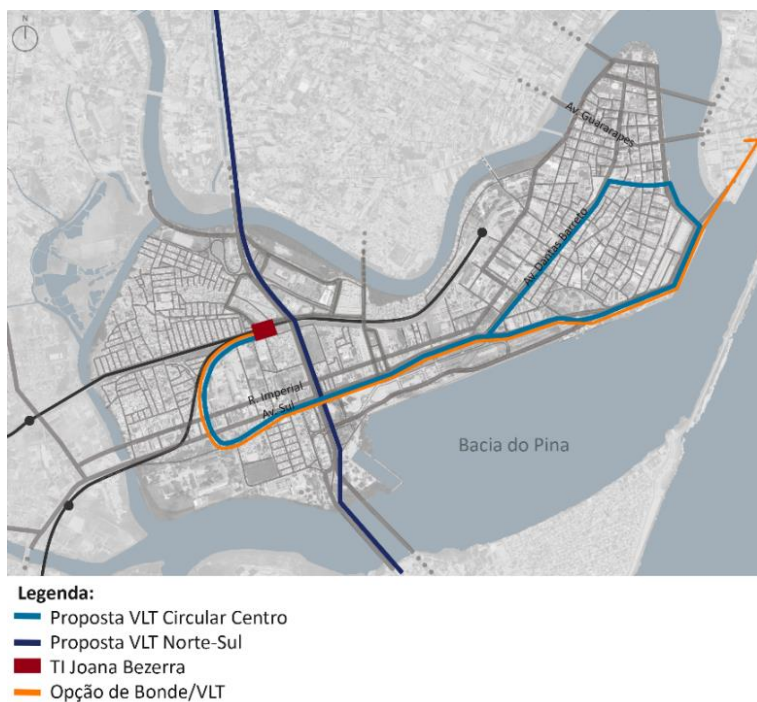 N
Av. Guararapes
Av. Dantas Barreto
R. Imperial
Av. Sul
Bacia do Pina
Legenda:
Proposta VLT Circular Centro
Proposta VLT Norte-Sul
TI Joana Bezerra
Opção de Bonde/VLT